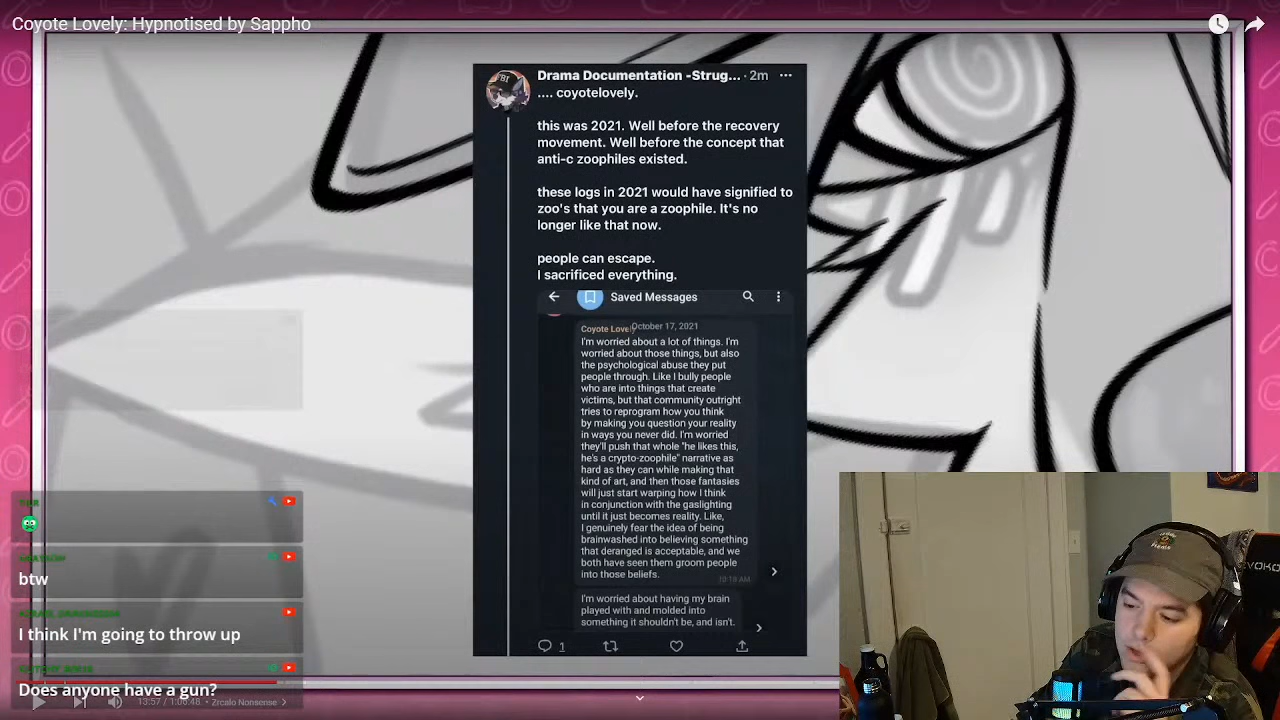 Coyote Lovely: Hypnotised by Sappho
Drama Documentation -Strug... · 2m
.... coyotelovely.
this was 2021. Well before the recovery
movement. Well before the concept that
anti-c zoophiles existed.
these logs in 2021 would have signified to
zoo's that you are a zoophile. It's no
longer like that now.
people can escape.
I sacrificed everything.
Saved Messages
October 17, 2021
Coyote Lovely
I'm worried about a lot of things. I'm
worried about those things, but also
the psychological abuse they put
people through. Like I bully people
who are into things that create
victims, but that community outright
tries to reprogram how you think
by making you question your reality
in ways you never did. I'm worried
they'll push that whole "he likes this,
he's a crypto-zoophile" narrative as
hard as they can while making that
kind of art, and then those fantasies
will just start warping how I think
in conjunction with the gaslighting
until it just becomes reality. Like,
I genuinely fear the idea of being
brainwashed into believing something
that deranged is acceptable, and we
both have seen them groom people
into those beliefs.
10:18 AM
I'm worried about having my brain
played with and molded into
something it shouldn't be, and isn't.
1
btw
I think I'm going to throw up
Does anyone have a gun?
13:57 / 1:06:48 • Zrcalo Nonsense